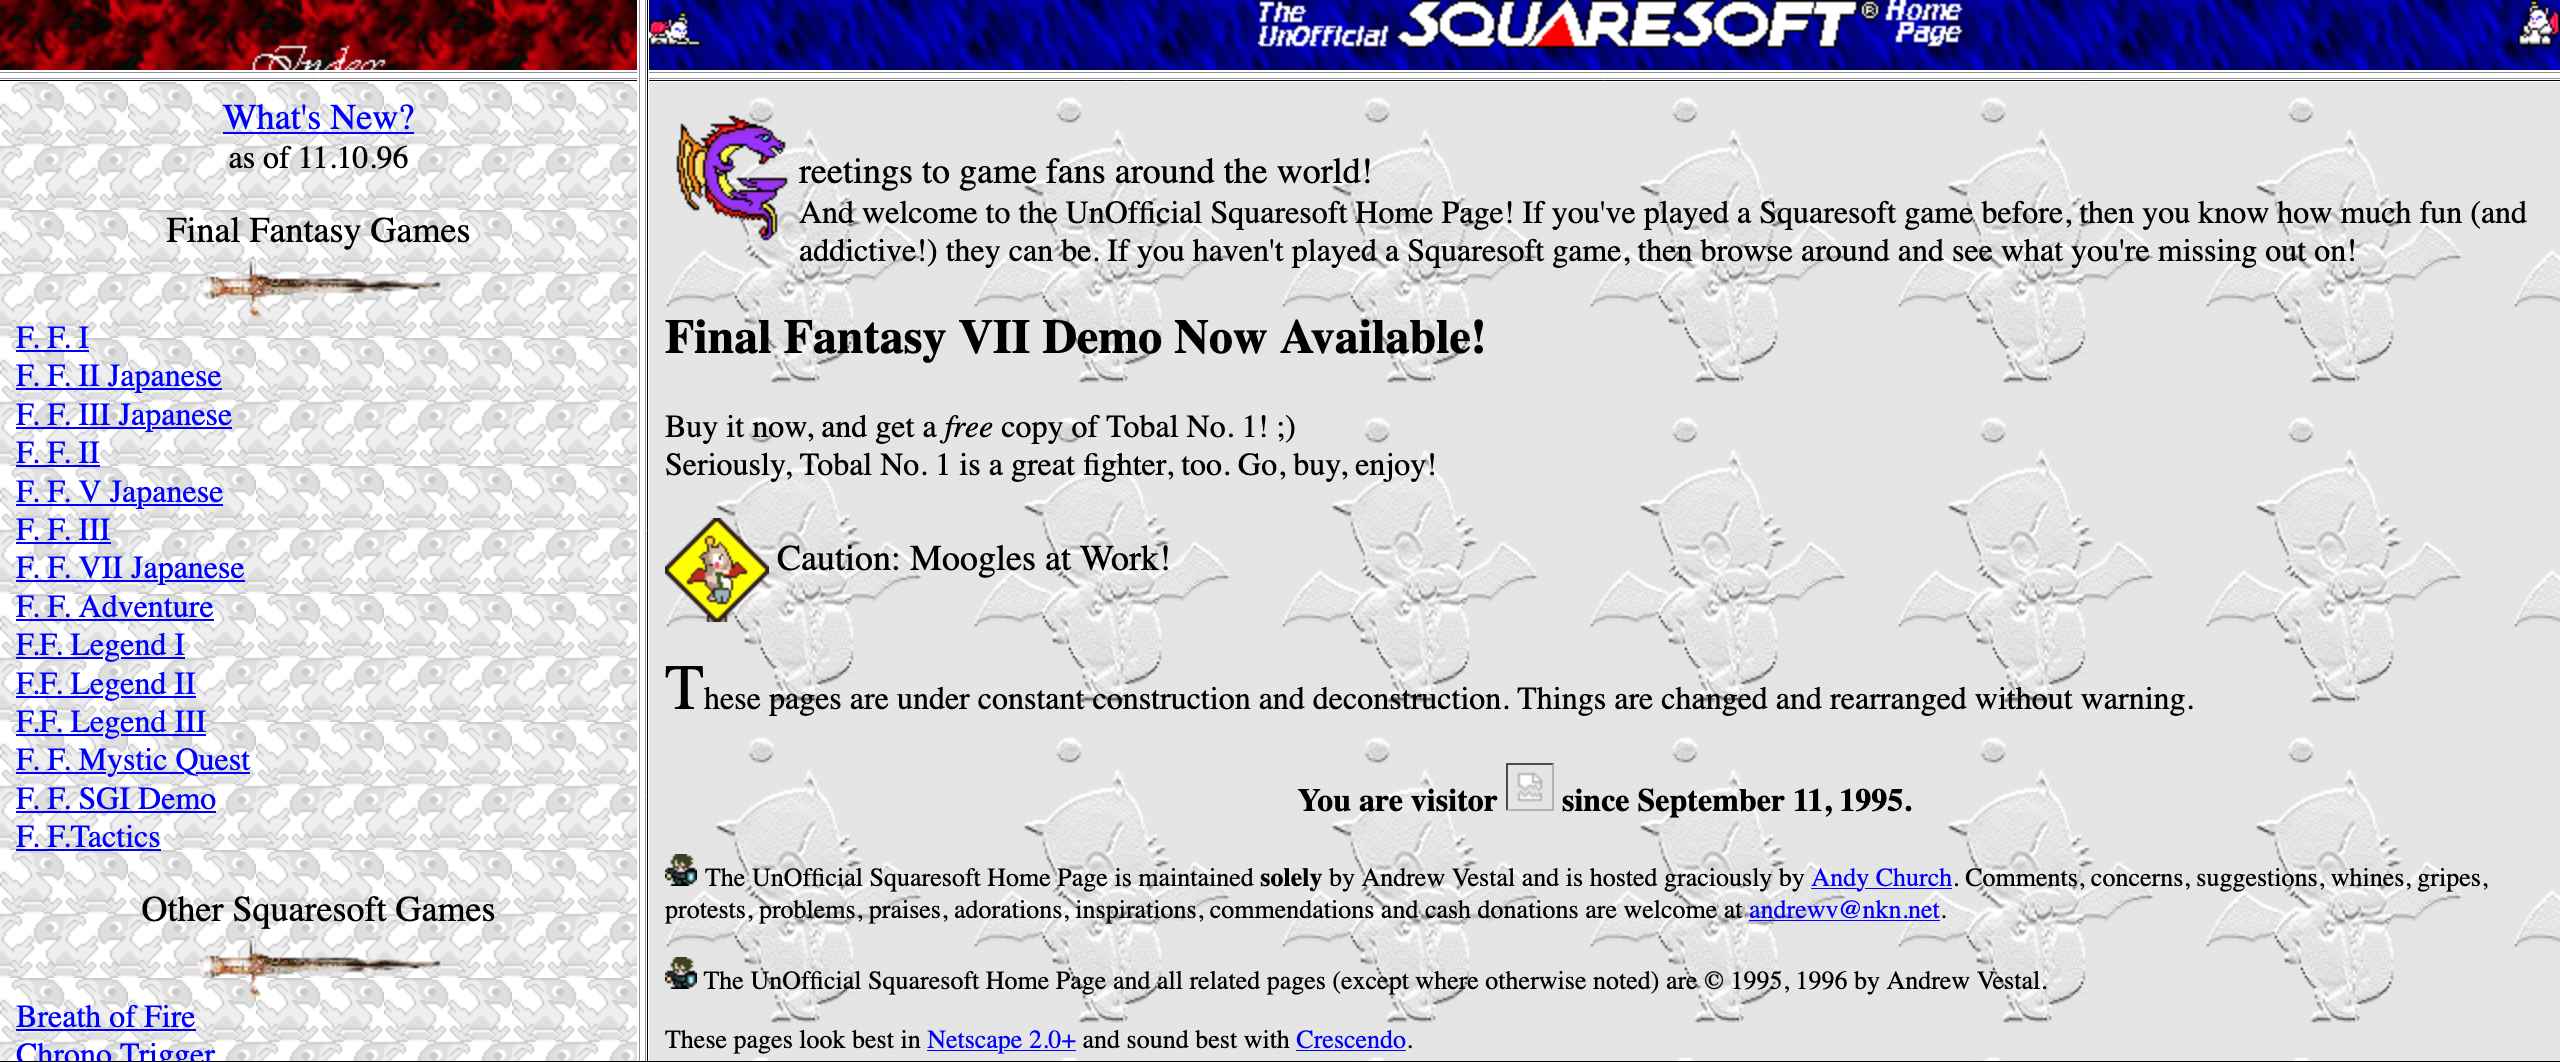 Index
What's New?
as of 11.10.96
Final Fantasy Games
F. F. I
F. F. II Japanese
F. F. III Japanese
F. F. II
F. F. V Japanese
F. F. III
F. F. VII Japanese
F. F. Adventure
F.F. Legend I
F.F. Legend II
F.F. Legend III
F. F. Mystic Quest
F. F. SGI Demo
F. F.Tactics
Other Squaresoft Games
Breath of Fire
Chrono Trigger
The UnOfficial SQUARESOFT® Home Page
Greetings to game fans around the world!
And welcome to the UnOfficial Squaresoft Home Page! If you've played a Squaresoft game before, then you know how much fun (and
addictive!) they can be. If you haven't played a Squaresoft game, then browse around and see what you're missing out on!
Final Fantasy VII Demo Now Available!
Buy it now, and get a free copy of Tobal No. 1! ;)
Seriously, Tobal No. 1 is a great fighter, too. Go, buy, enjoy!
Caution: Moogles at Work!
These pages are under constant construction and deconstruction. Things are changed and rearranged without warning.
You are visitor since September 11, 1995.
The UnOfficial Squaresoft Home Page is maintained solely by Andrew Vestal and is hosted graciously by Andy Church. Comments, concerns, suggestions, whines, gripes,
protests, problems, praises, adorations, inspirations, commendations and cash donations are welcome at andrewv@nkn.net.
The UnOfficial Squaresoft Home Page and all related pages (except where otherwise noted) are © 1995, 1996 by Andrew Vestal.
These pages look best in Netscape 2.0+ and sound best with Crescendo.